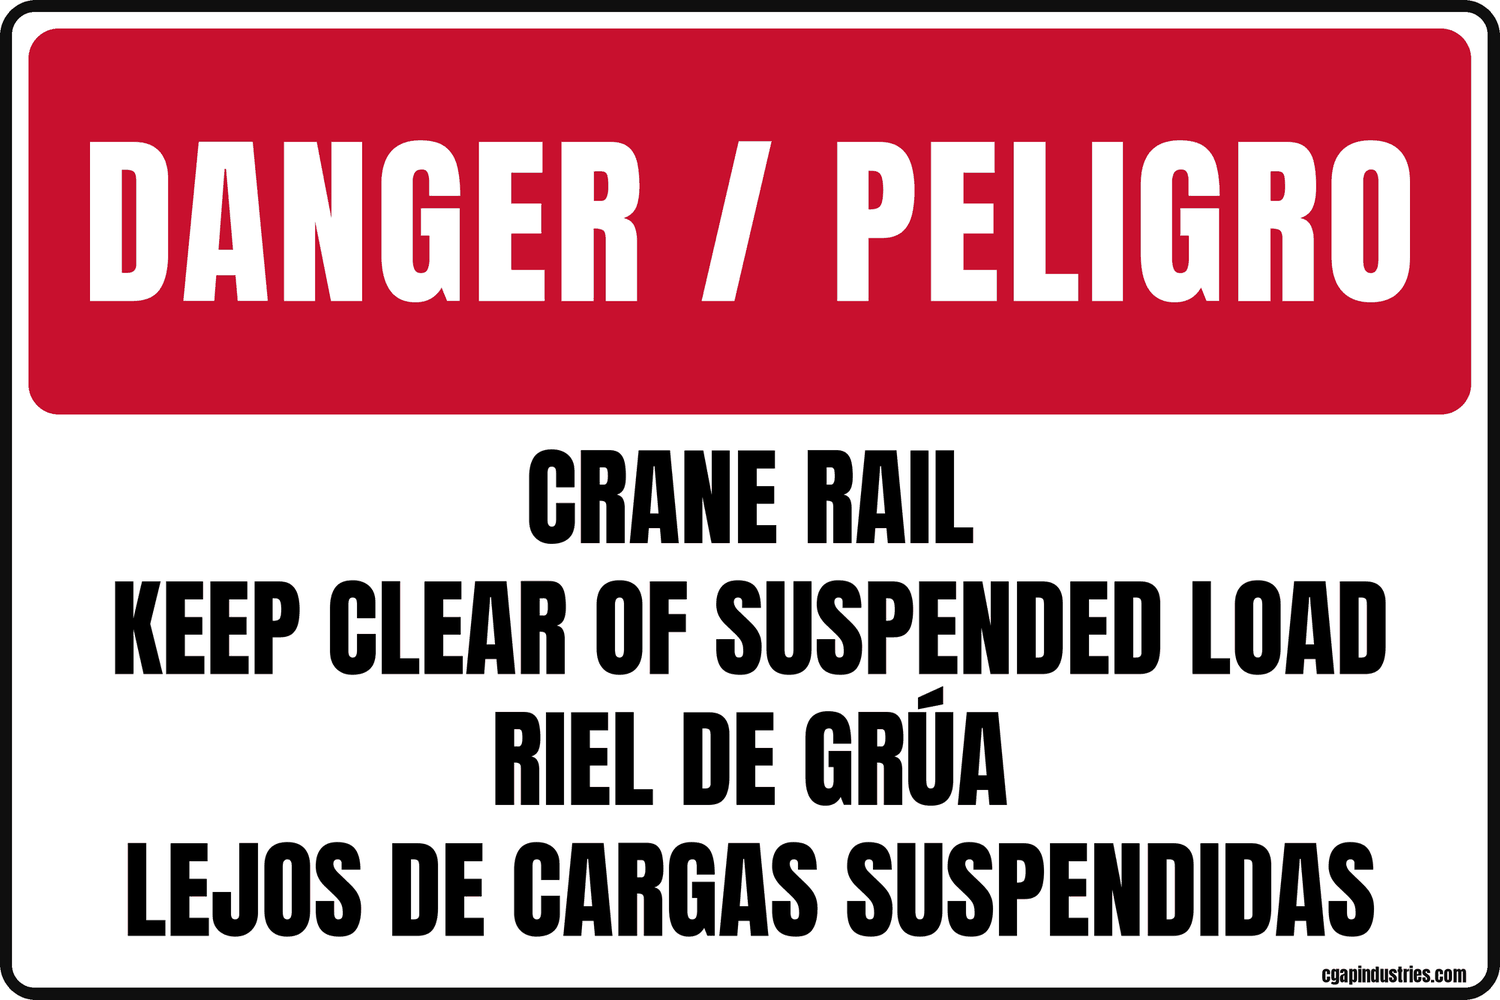 DANGER / PELIGRO
CRANE RAIL
KEEP CLEAR OF SUSPENDED LOAD
RIEL DE GRÚA
LEJOS DE CARGAS SUSPENDIDAS
cgapindustries.com